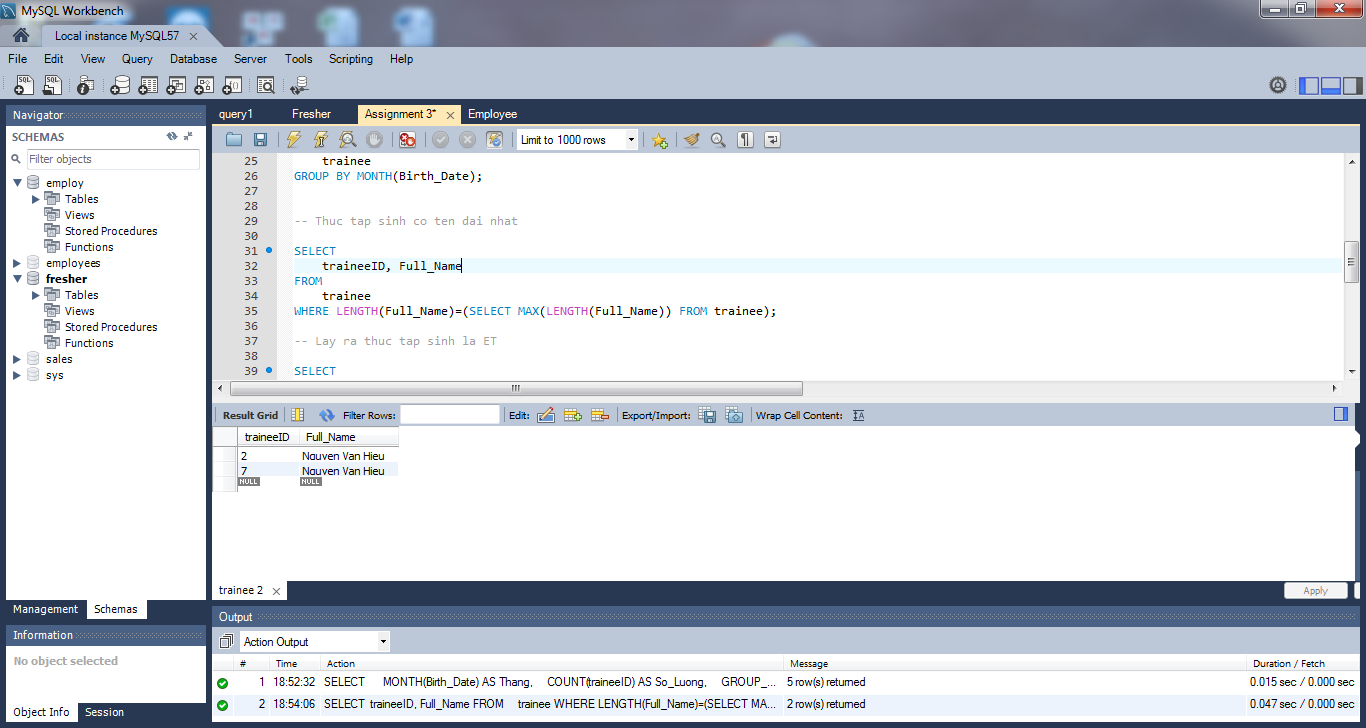 MySQL Workbench
Local instance MySQL57
File Edit View Query Database Server Tools Scripting Help
Navigator
SCHEMAS
Filter objects
employ
Tables
Views
Stored Procedures
Functions
employees
fresher
Tables
Views
Stored Procedures
Functions
sales
sys
Management Schemas
Information
No object selected
Object Info Session
query1 Fresher Assignment 3* Employee
Limit to 1000 rows
25 trainee
26 GROUP BY MONTH(Birth_Date);
27
28
29 -- Thuc tap sinh co ten dai nhat
30
31 SELECT
32 traineeID, Full_Name
33 FROM
34 trainee
35 WHERE LENGTH(Full_Name)=(SELECT MAX(LENGTH(Full_Name)) FROM trainee);
36
37 -- Lay ra thuc tap sinh la ET
38
39 SELECT
Result Grid Filter Rows: Edit: Export/Import: Wrap Cell Content:
traineeID Full_Name
2 Nguyen Van Hieu
7 Nguyen Van Hieu
NULL NULL
trainee 2
Apply
Output
Action Output
# Time Action Message Duration / Fetch
1 18:52:32 SELECT MONTH(Birth_Date) AS Thang, COUNT(traineeID) AS So_Luong, GROUP_... 5 row(s) returned 0.015 sec / 0.000 sec
2 18:54:06 SELECT traineeID, Full_Name FROM trainee WHERE LENGTH(Full_Name)=(SELECT MA... 2 row(s) returned 0.047 sec / 0.000 sec